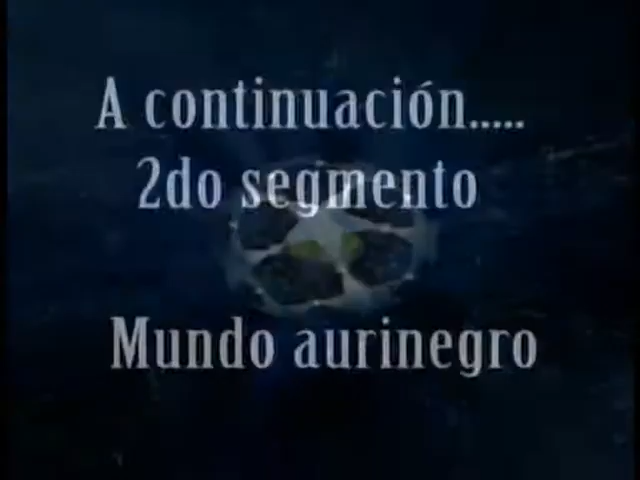 A continuación.....
2do segmento
Mundo aurinegro